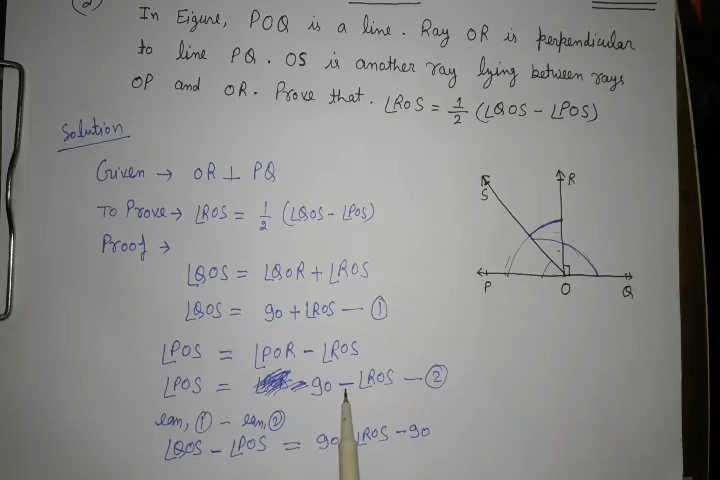 (2)
In Eigure, POQ is a line. Ray OR is perpendicular
to line PQ. OS is another ray lying between rays
OP and OR. Prove that. ∠ROS = 1/2 (∠QOS - ∠POS)
Solution
Given → OR ⊥ PQ
To Prove → ∠ROS = 1/2 (∠QOS - ∠POS)
Proof →
∠QOS = ∠QOR + ∠ROS
∠QOS = 90 + ∠ROS — ①
∠POS = ∠POR - ∠ROS
∠POS = 90 - ∠ROS — ②
eqn, ① - eqn, ②
∠QOS - ∠POS = 90 ∠ROS - 90
S
R
P
O
Q